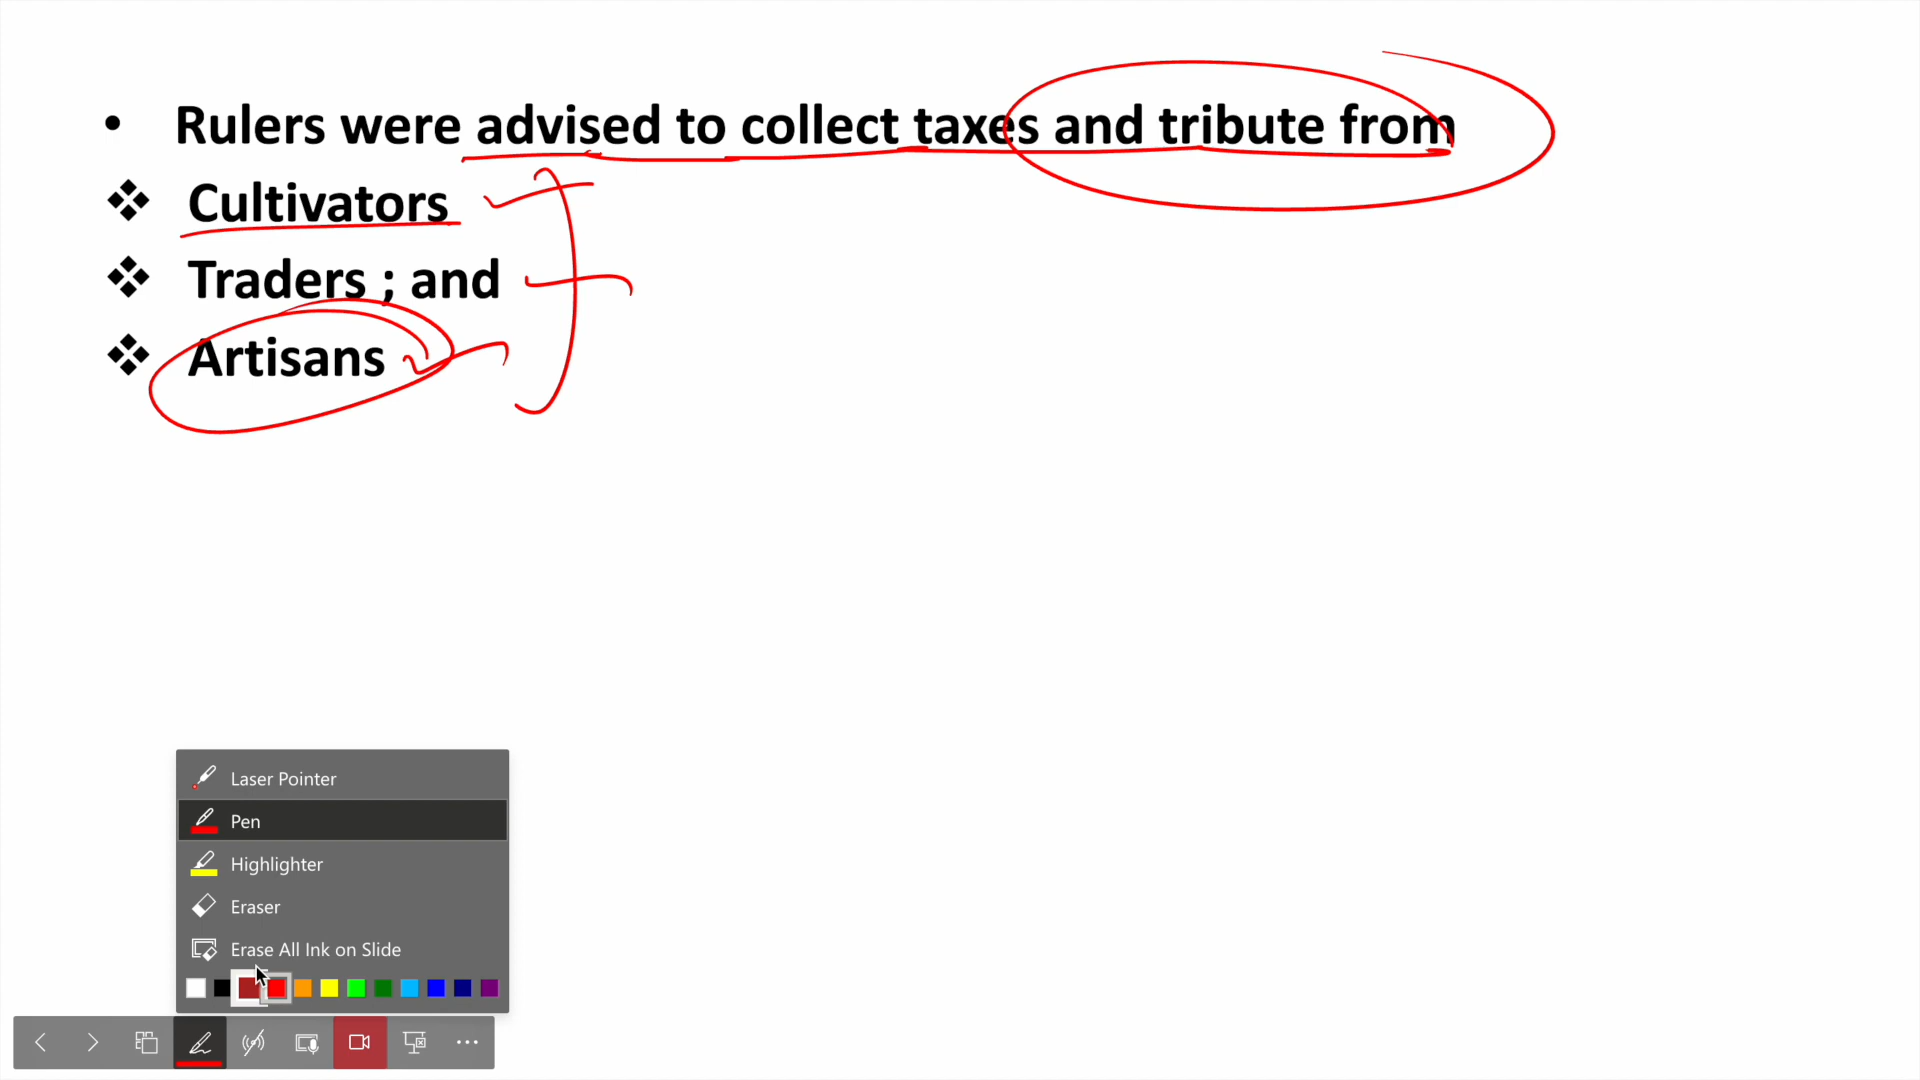 • Rulers were advised to collect taxes and tribute from
❖ Cultivators
❖ Traders ; and
❖ Artisans
Laser Pointer
Pen
Highlighter
Eraser
Erase All Ink on Slide